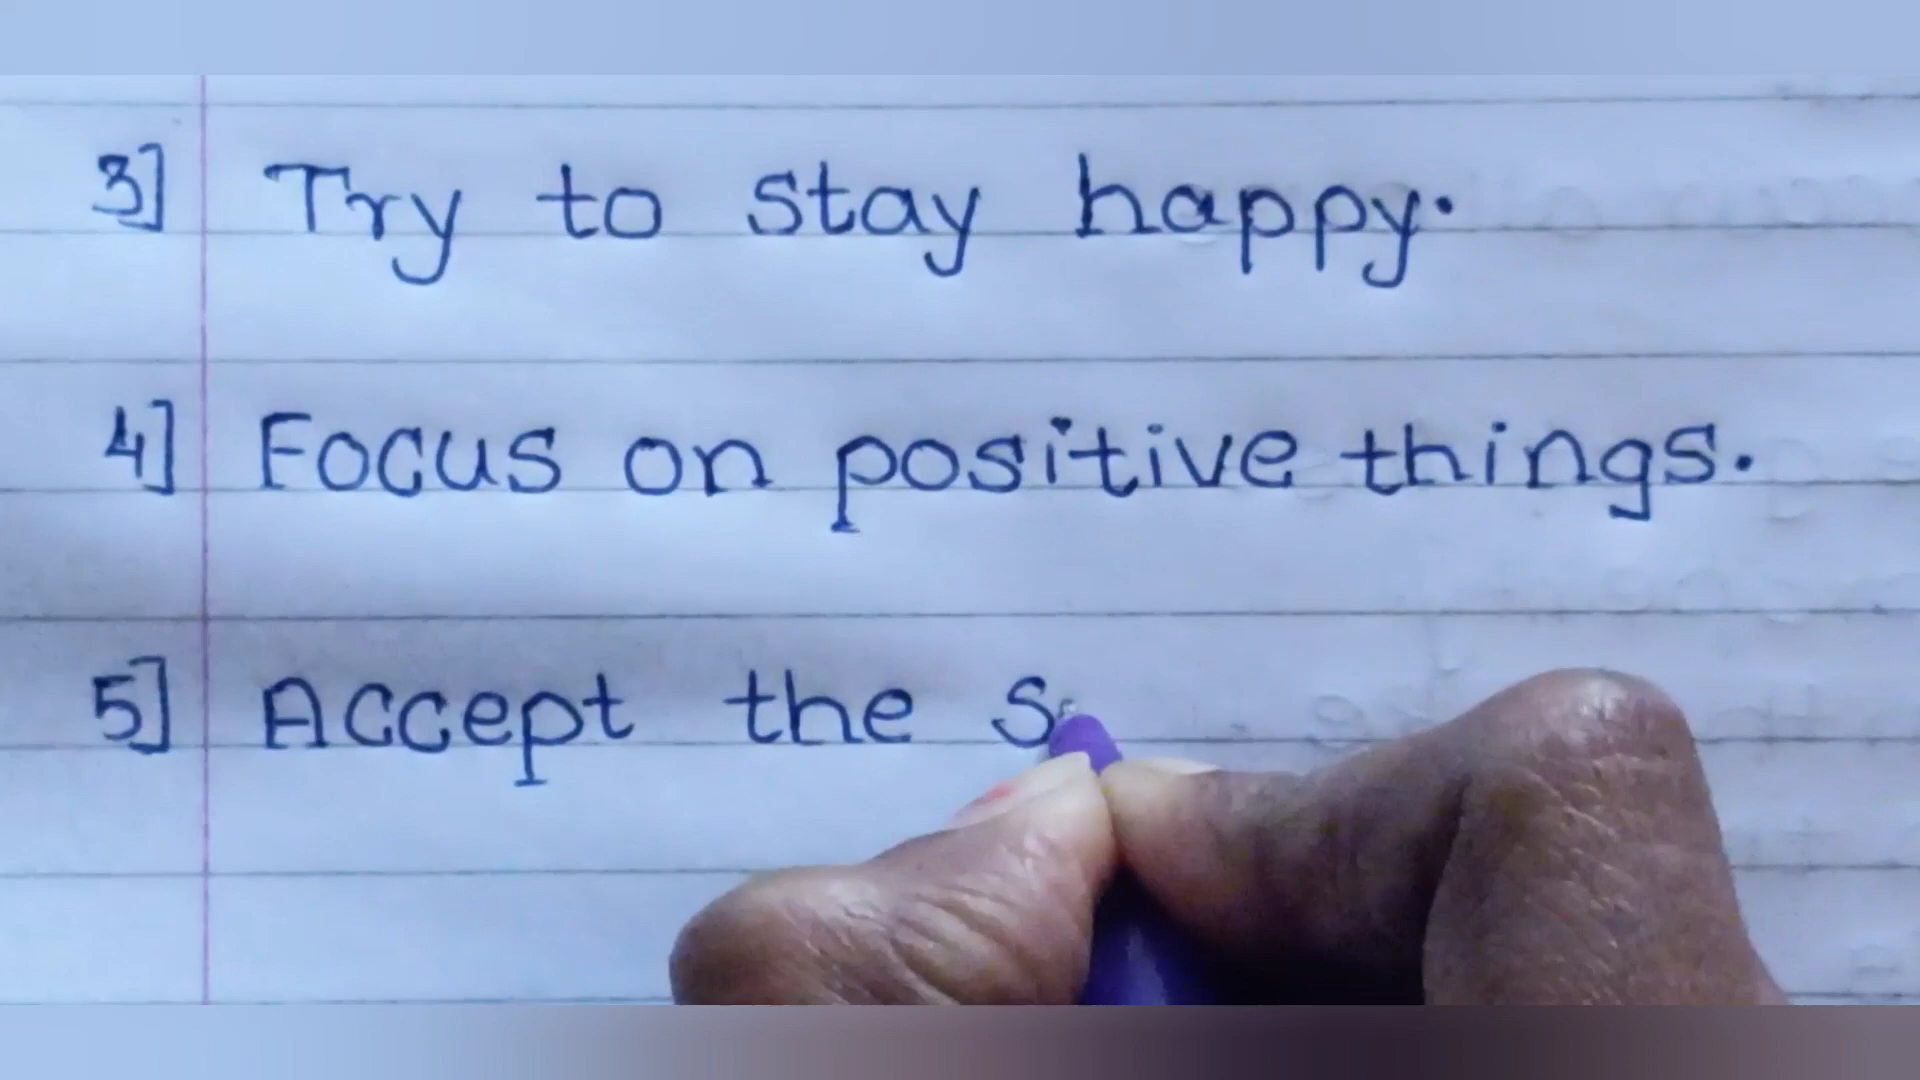 3] Try to stay happy.
4] Focus on positive things.
5] Accept the